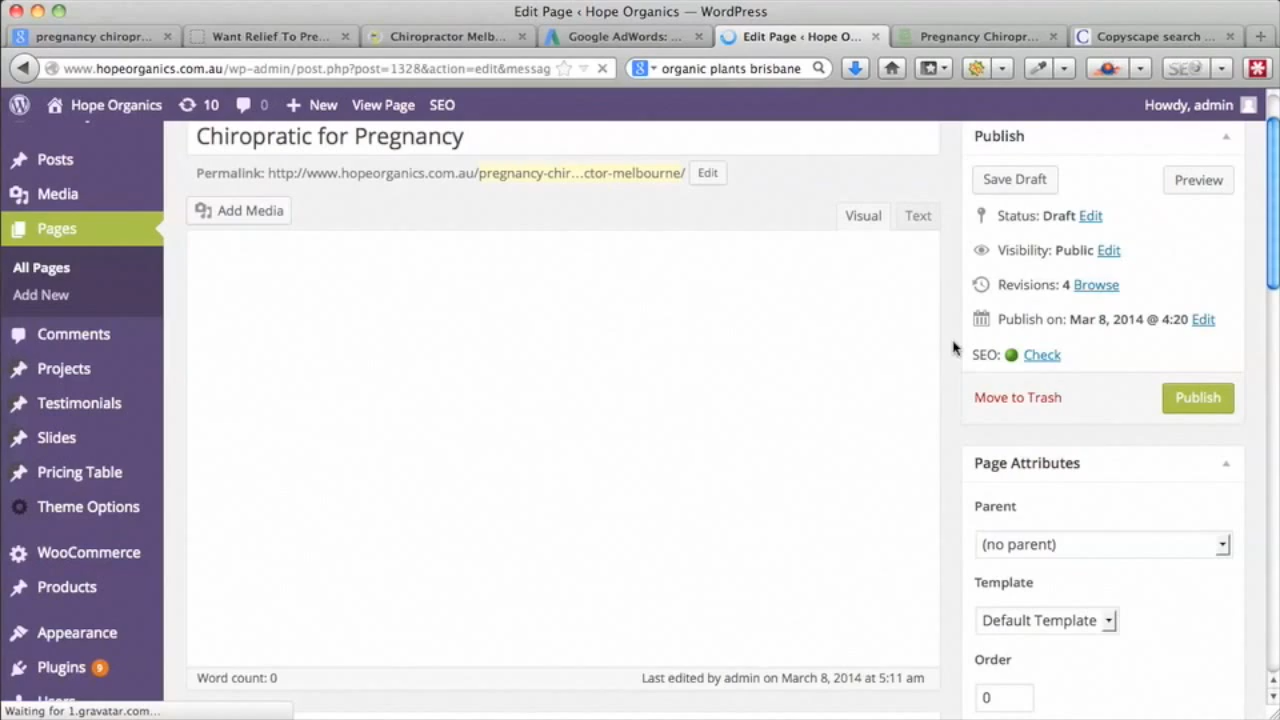 Edit Page ‹ Hope Organics — WordPress
pregnancy chiropr...
Want Relief To Pre...
Chiropractor Melb...
Google AdWords: ...
Edit Page ‹ Hope O...
Pregnancy Chiropr...
Copyscape search ...
www.hopeorganics.com.au/wp-admin/post.php?post=1328&action=edit&messag
organic plants brisbane
SEO
Hope Organics
10
0
New
View Page
SEO
Howdy, admin
Posts
Media
Pages
All Pages
Add New
Comments
Projects
Testimonials
Slides
Pricing Table
Theme Options
WooCommerce
Products
Appearance
Plugins 9
Users
Chiropratic for Pregnancy
Permalink: http://www.hopeorganics.com.au/pregnancy-chir...ctor-melbourne/ Edit
Add Media
Visual
Text
Word count: 0
Last edited by admin on March 8, 2014 at 5:11 am
Publish
Save Draft
Preview
Status: Draft Edit
Visibility: Public Edit
Revisions: 4 Browse
Publish on: Mar 8, 2014 @ 4:20 Edit
SEO: Check
Move to Trash
Publish
Page Attributes
Parent
(no parent)
Template
Default Template
Order
0
Waiting for 1.gravatar.com...